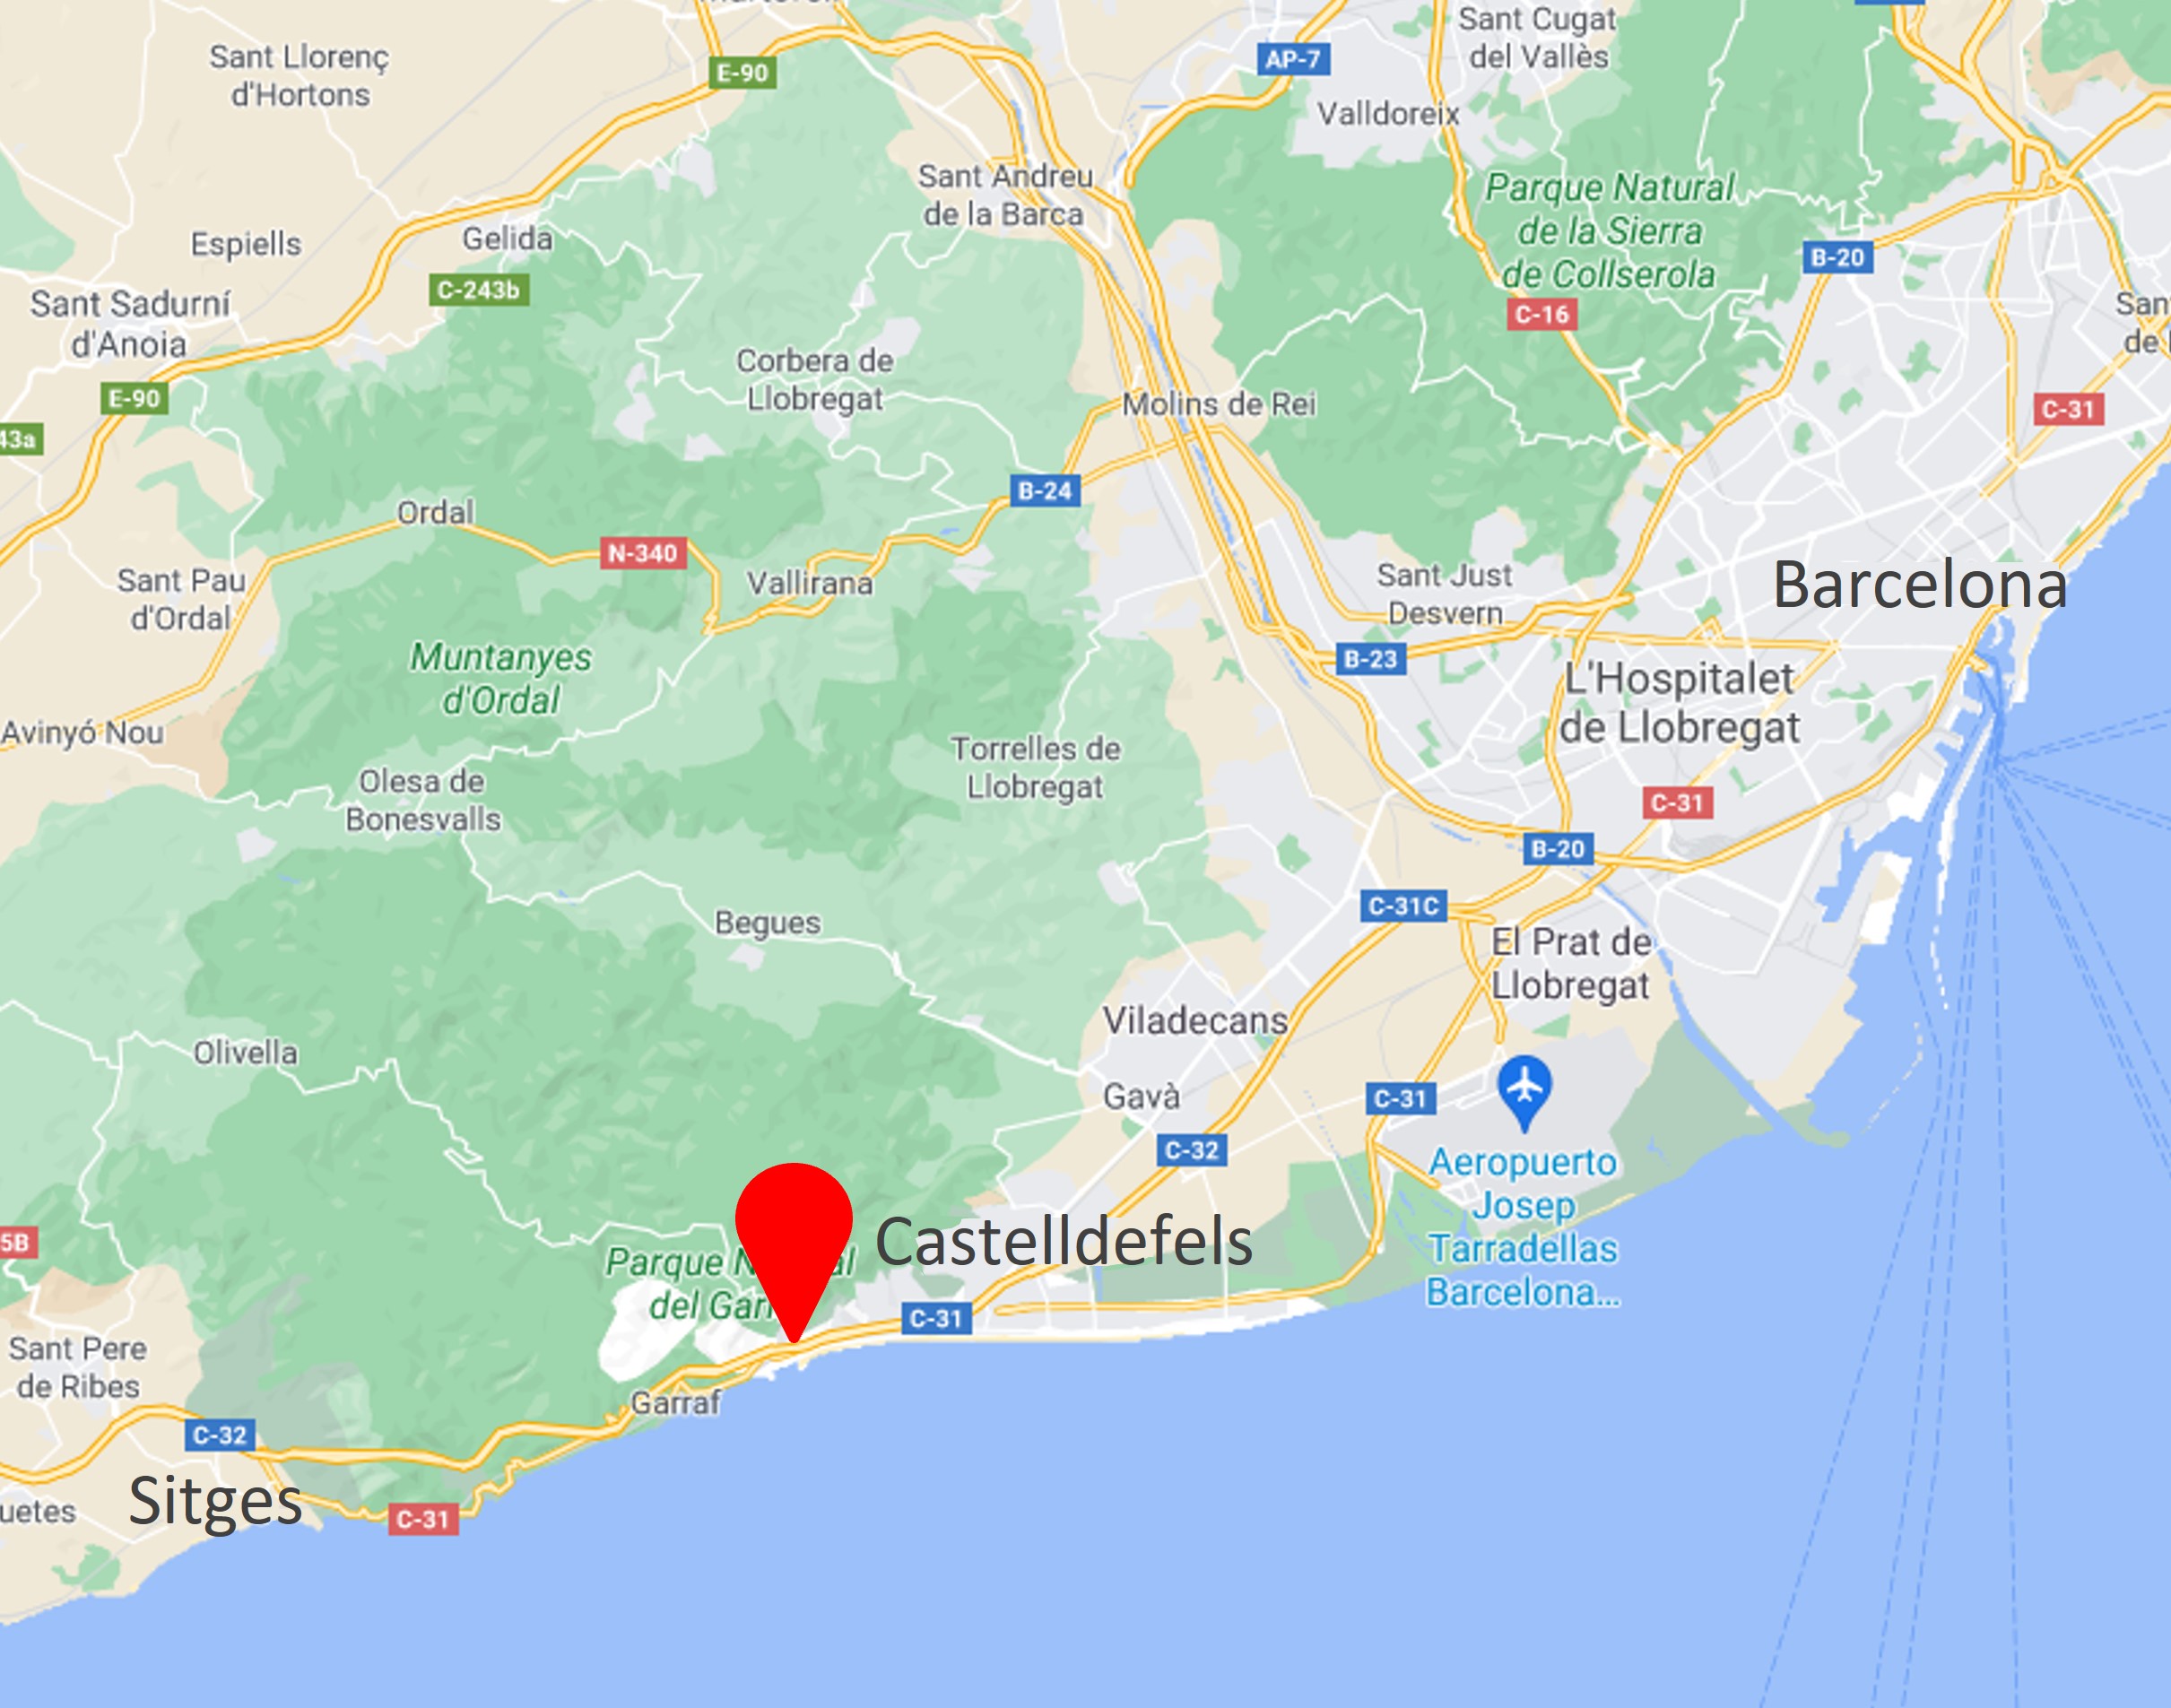 Sant Cugat
del Vallès
Sant Llorenç
d'Hortons
AP-7
E-90
Valldoreix
Sant Andreu
de la Barca
Parque Natural
de la Sierra
de Collserola
Espiells
Gelida
B-20
C-243b
Sant Sadurní
d'Anoia
C-16
Corbera de
Llobregat
E-90
Molins de Rei
C-31
43a
B-24
Ordal
N-340
Vallirana
Sant Pau
d'Ordal
Sant Just
Desvern
Barcelona
Muntanyes
d'Ordal
B-23
L'Hospitalet
de Llobregat
Avinyó Nou
Torrelles de
Llobregat
Olesa de
Bonesvalls
C-31
B-20
C-31C
Begues
El Prat de
Llobregat
Viladecans
Olivella
Gavà
C-31
C-32
Aeropuerto
Josep
Tarradellas
Barcelona...
Castelldefels
5B
Parque N al
del Gar
C-31
Sant Pere
de Ribes
Garraf
C-32
Sitges
uetes
C-31